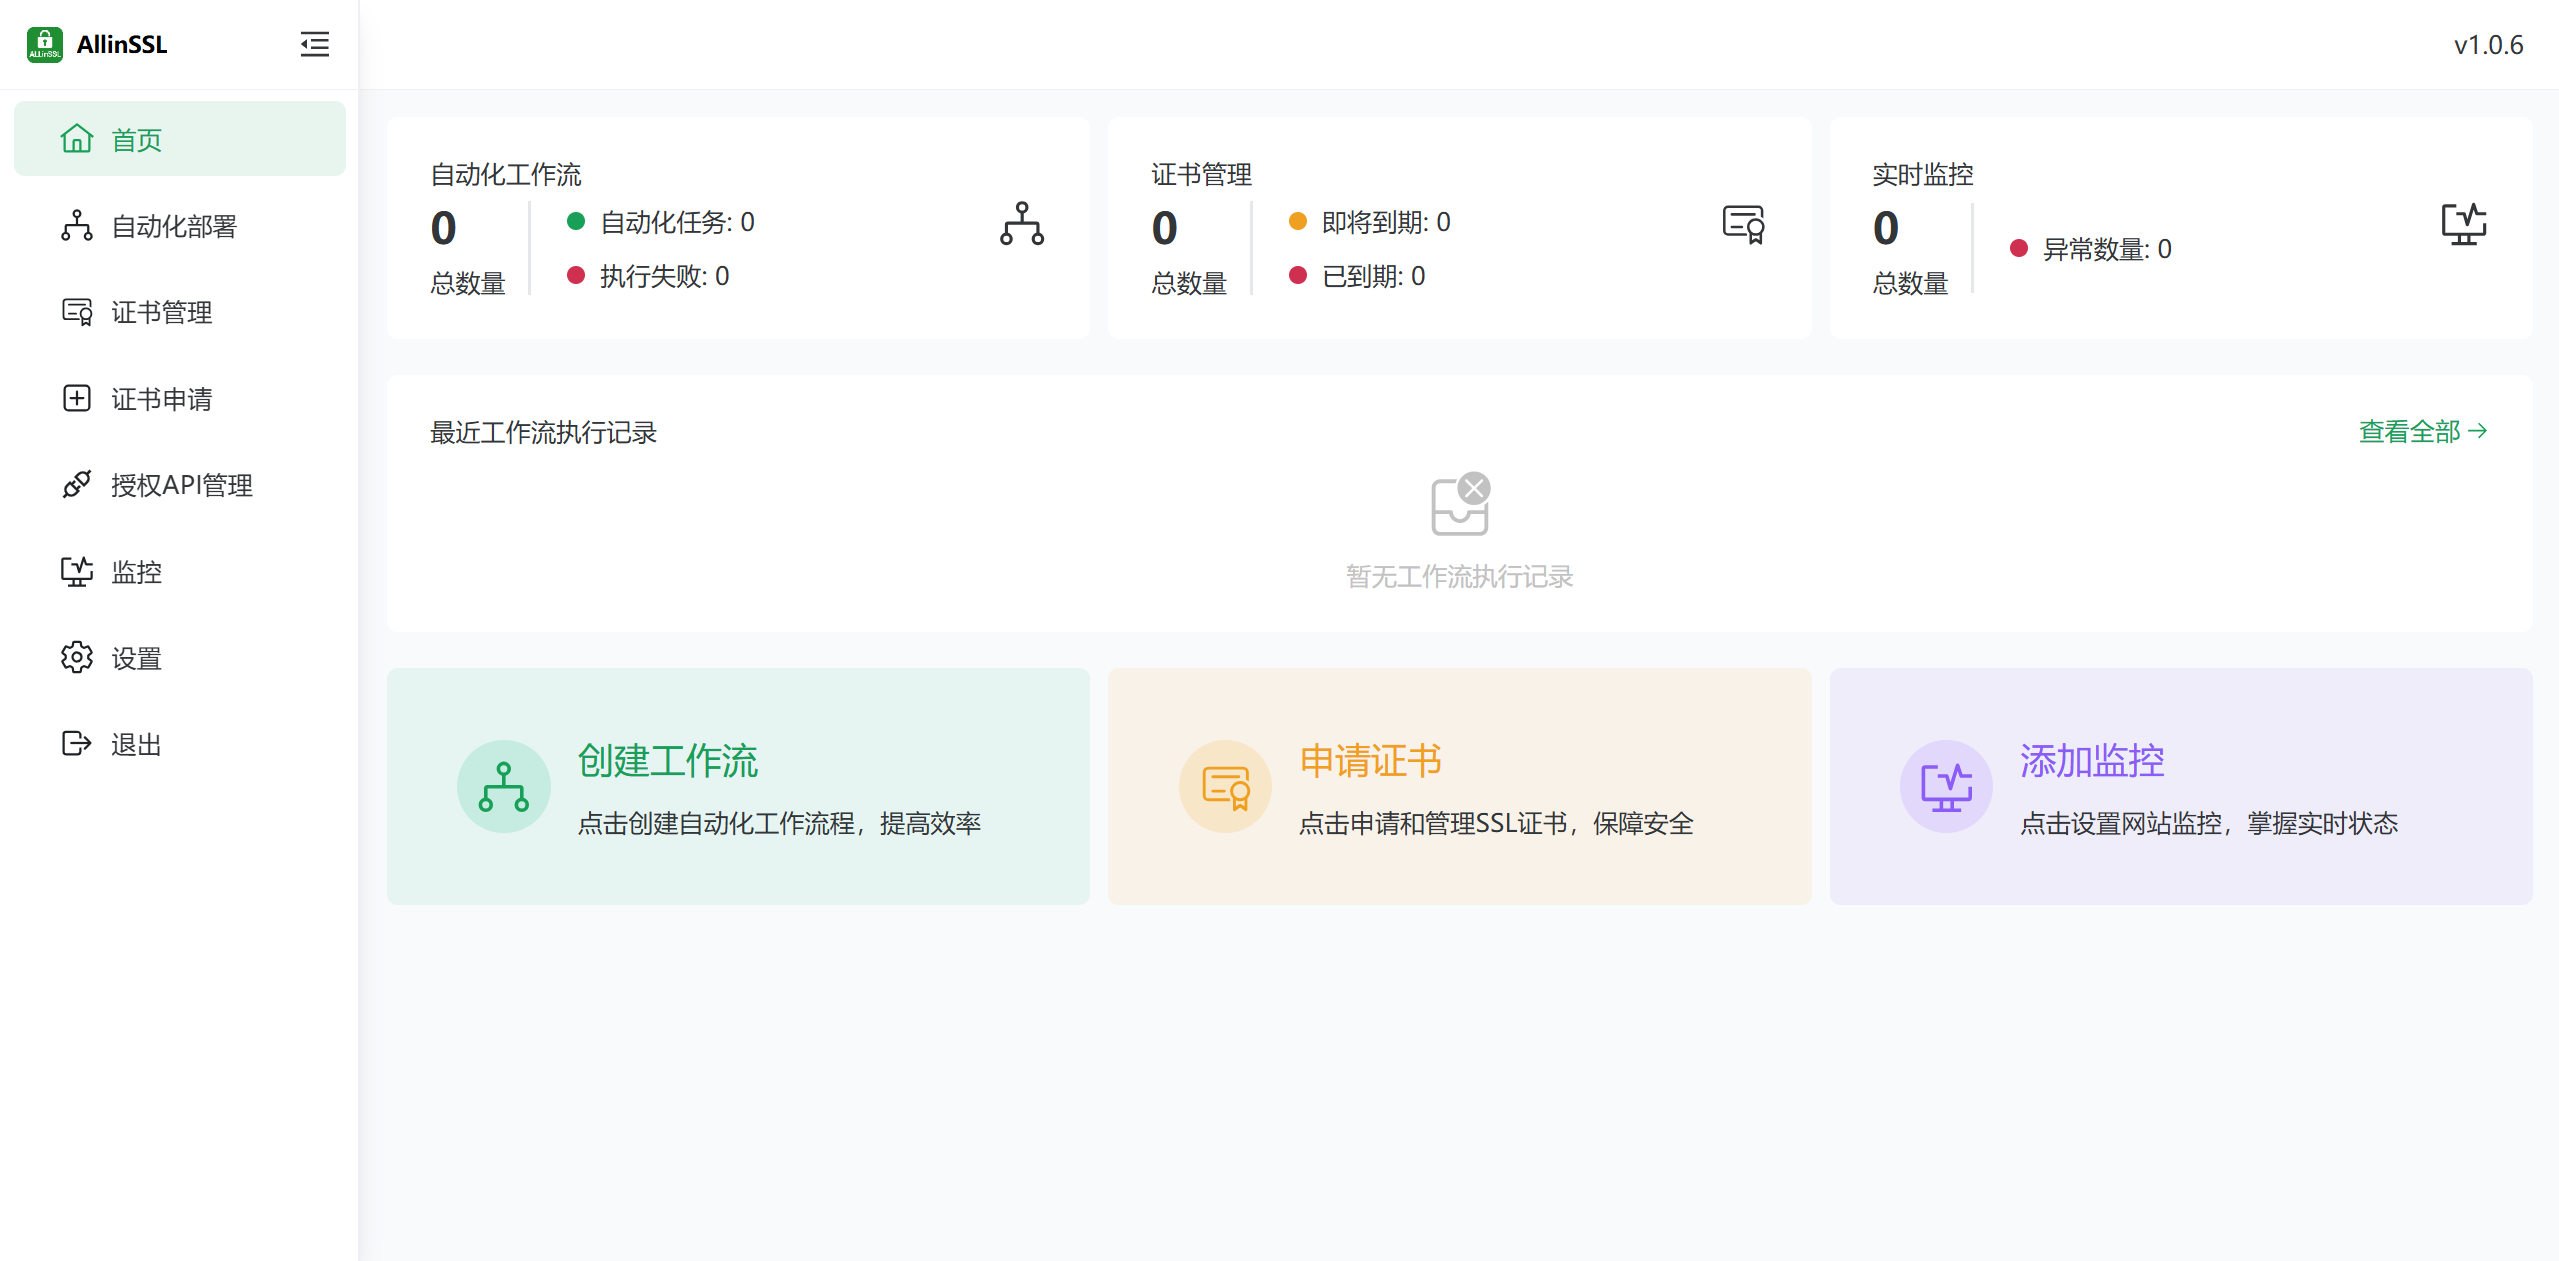 AllinSSL
ALLinSSL
v1.0.6
首页
自动化部署
证书管理
证书申请
授权API管理
监控
设置
退出
自动化工作流
0
总数量
自动化任务: 0
执行失败: 0
证书管理
0
总数量
即将到期: 0
已到期: 0
实时监控
0
总数量
异常数量: 0
最近工作流执行记录
查看全部
暂无工作流执行记录
创建工作流
点击创建自动化工作流程，提高效率
申请证书
点击申请和管理SSL证书，保障安全
添加监控
点击设置网站监控，掌握实时状态